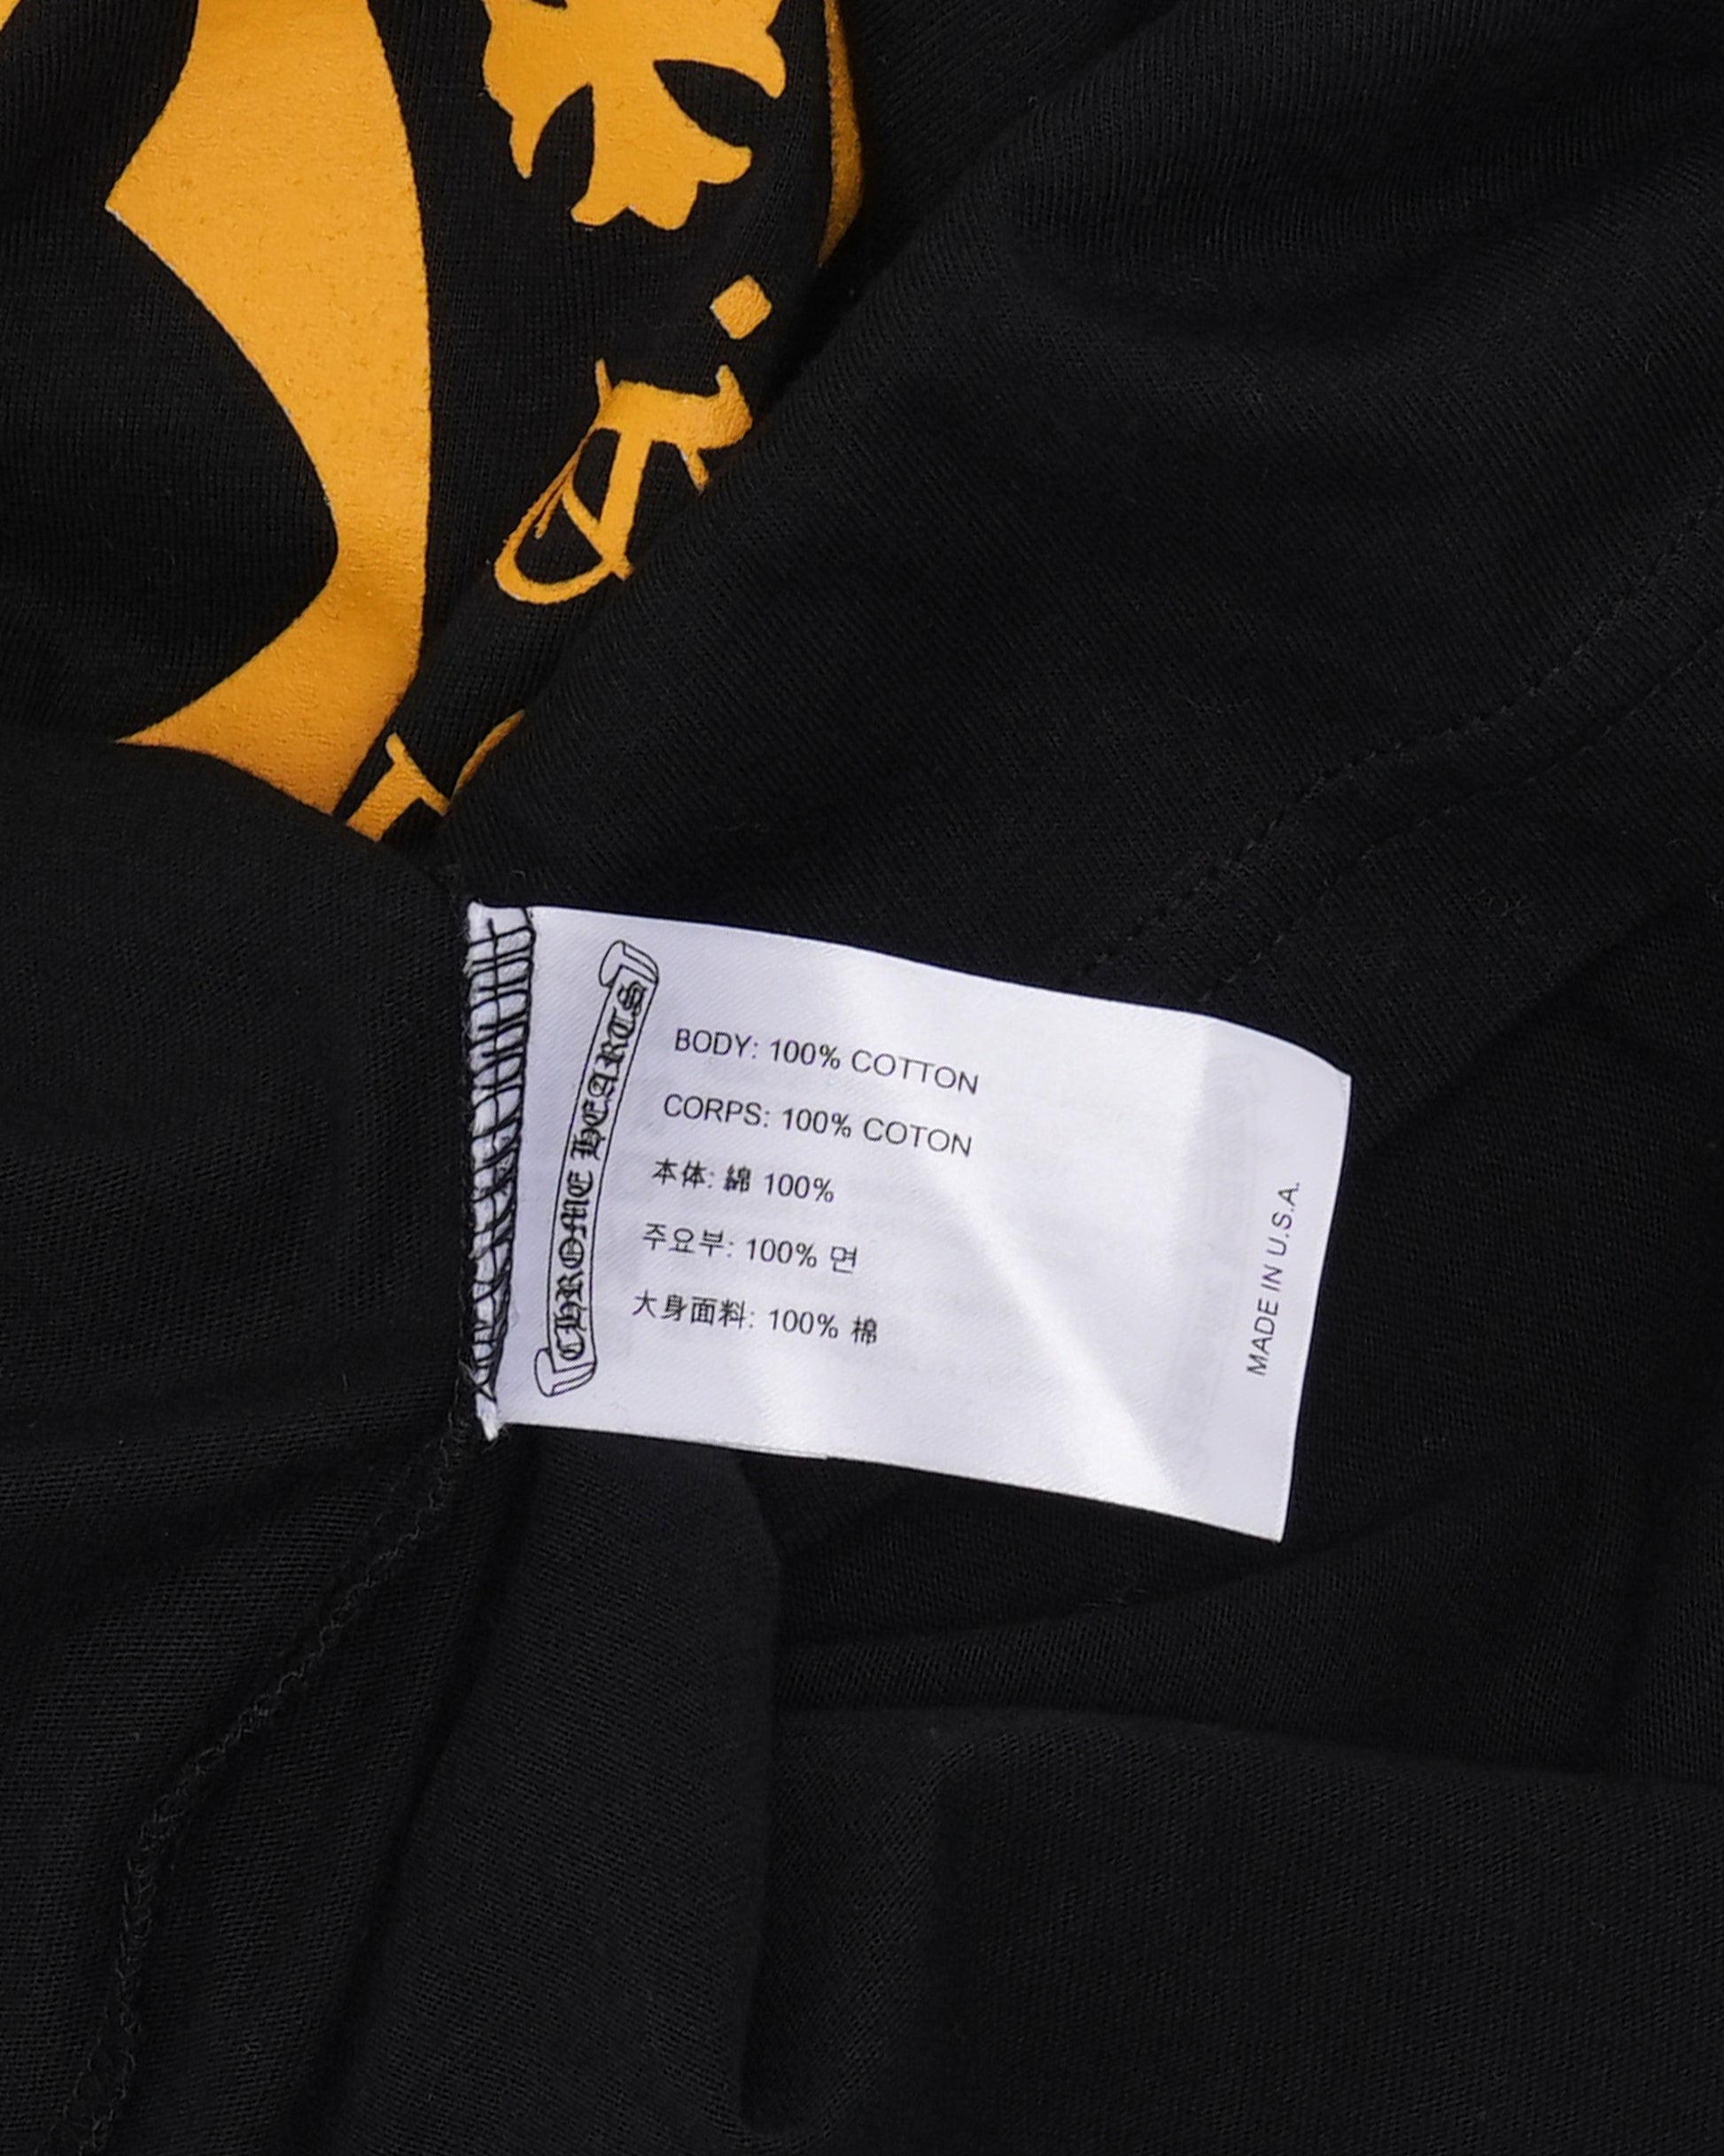 CHROME HEARTS
BODY: 100% COTTON
CORPS: 100% COTON
本体: 綿 100%
주요부: 100% 면
大身面料: 100% 棉
MADE IN U.S.A.